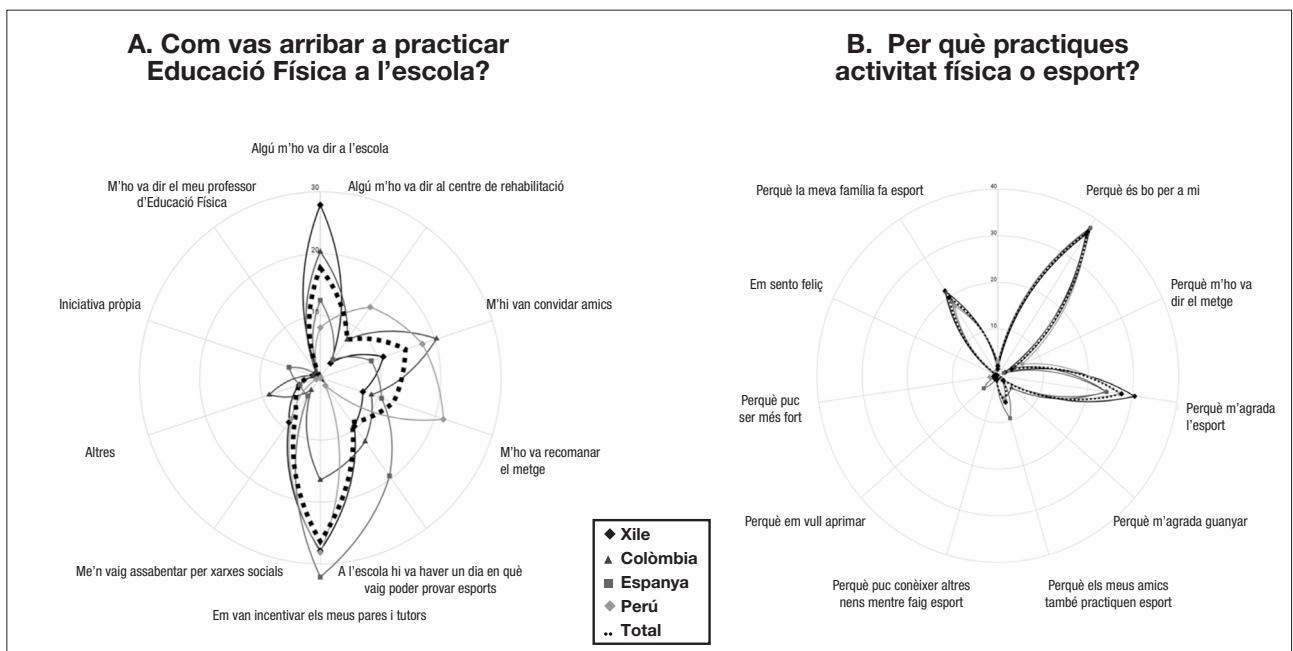 A. Com vas arribar a practicar
Educació Física a l'escola?
Algú m'ho va dir a l'escola
M'ho va dir el meu professor
d'Educació Física
Algú m'ho va dir al centre de rehabilitació
30
20
Iniciativa pròpia
M'hi van convidar amics
Altres
M'ho va recomanar
el metge
Me'n vaig assabentar per xarxes socials
A l'escola hi va haver un dia en què
vaig poder provar esports
Em van incentivar els meus pares i tutors
Xile
Colòmbia
Espanya
Perú
Total
B. Per què practiques
activitat física o esport?
40
30
20
10
Perquè la meva família fa esport
Perquè és bo per a mi
Em sento feliç
Perquè m'ho va
dir el metge
Perquè puc
ser més fort
Perquè m'agrada
l'esport
Perquè em vull aprimar
Perquè m'agrada guanyar
Perquè puc conèixer altres
nens mentre faig esport
Perquè els meus amics
també practiquen esport